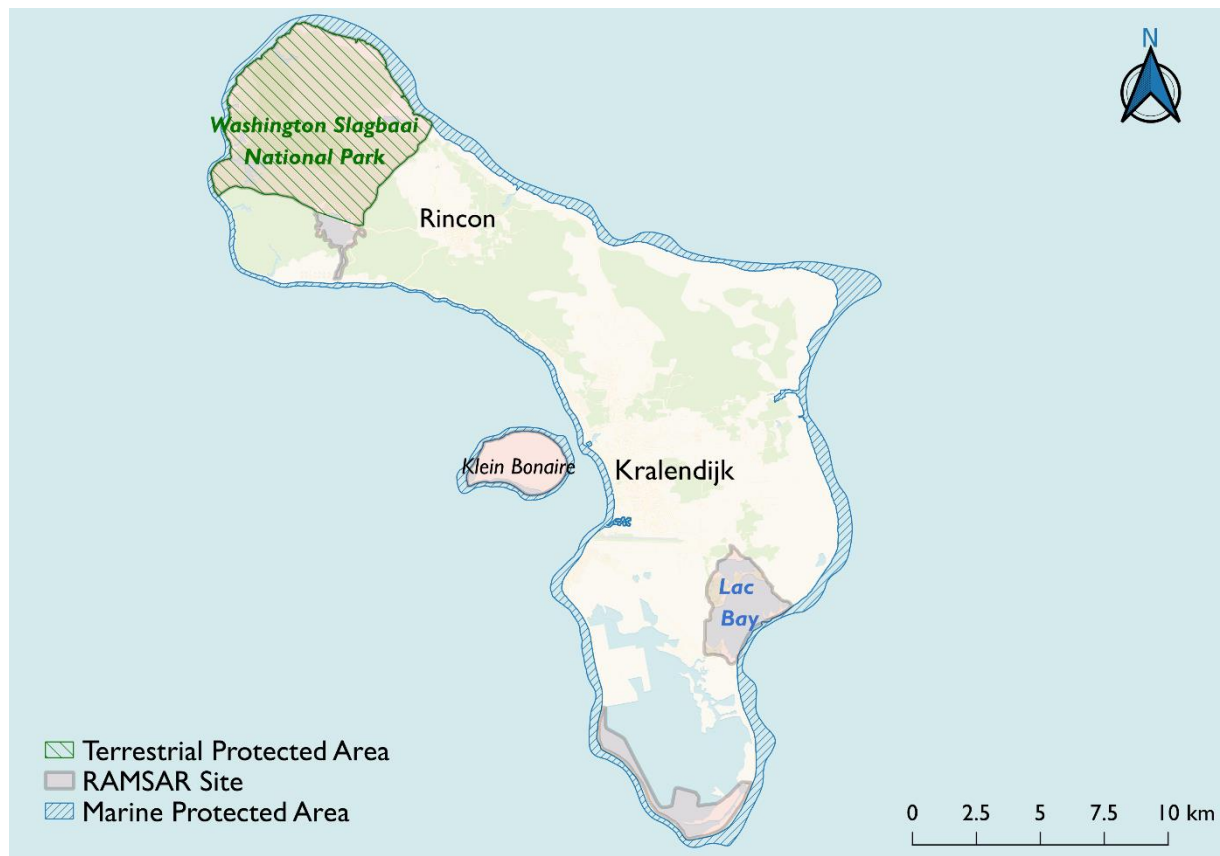 N
Washington Slagbaai
National Park
Rincon
Klein Bonaire
Kralendijk
Lac
Bay
Terrestrial Protected Area
RAMSAR Site
Marine Protected Area
0 2.5 5 7.5 10 km